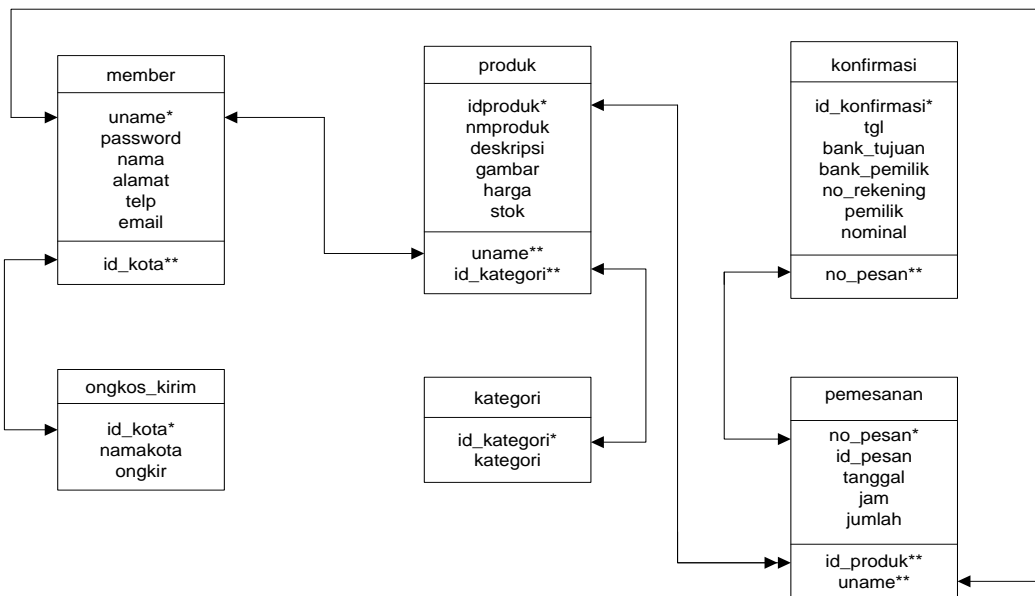 member
uname*
password
nama
alamat
telp
email
id_kota**
produk
idproduk*
nmproduk
deskripsi
gambar
harga
stok
uname**
id_kategori**
konfirmasi
id_konfirmasi*
tgl
bank_tujuan
bank_pemilik
no_rekening
pemilik
nominal
no_pesan**
ongkos_kirim
id_kota*
namakota
ongkir
kategori
id_kategori*
kategori
pemesanan
no_pesan*
id_pesan
tanggal
jam
jumlah
id_produk**
uname**